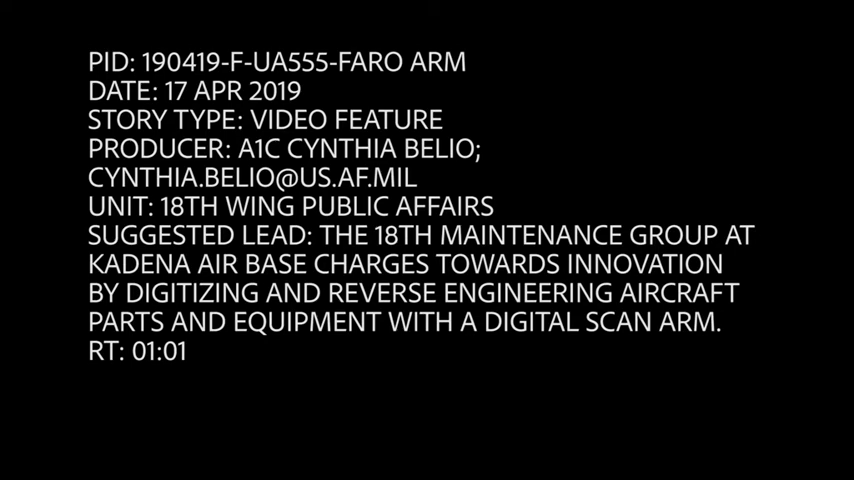 PID: 190419-F-UA555-FARO ARM
DATE: 17 APR 2019
STORY TYPE: VIDEO FEATURE
PRODUCER: A1C CYNTHIA BELIO;
CYNTHIA.BELIO@US.AF.MIL
UNIT: 18TH WING PUBLIC AFFAIRS
SUGGESTED LEAD: THE 18TH MAINTENANCE GROUP AT
KADENA AIR BASE CHARGES TOWARDS INNOVATION
BY DIGITIZING AND REVERSE ENGINEERING AIRCRAFT
PARTS AND EQUIPMENT WITH A DIGITAL SCAN ARM.
RT: 01:01